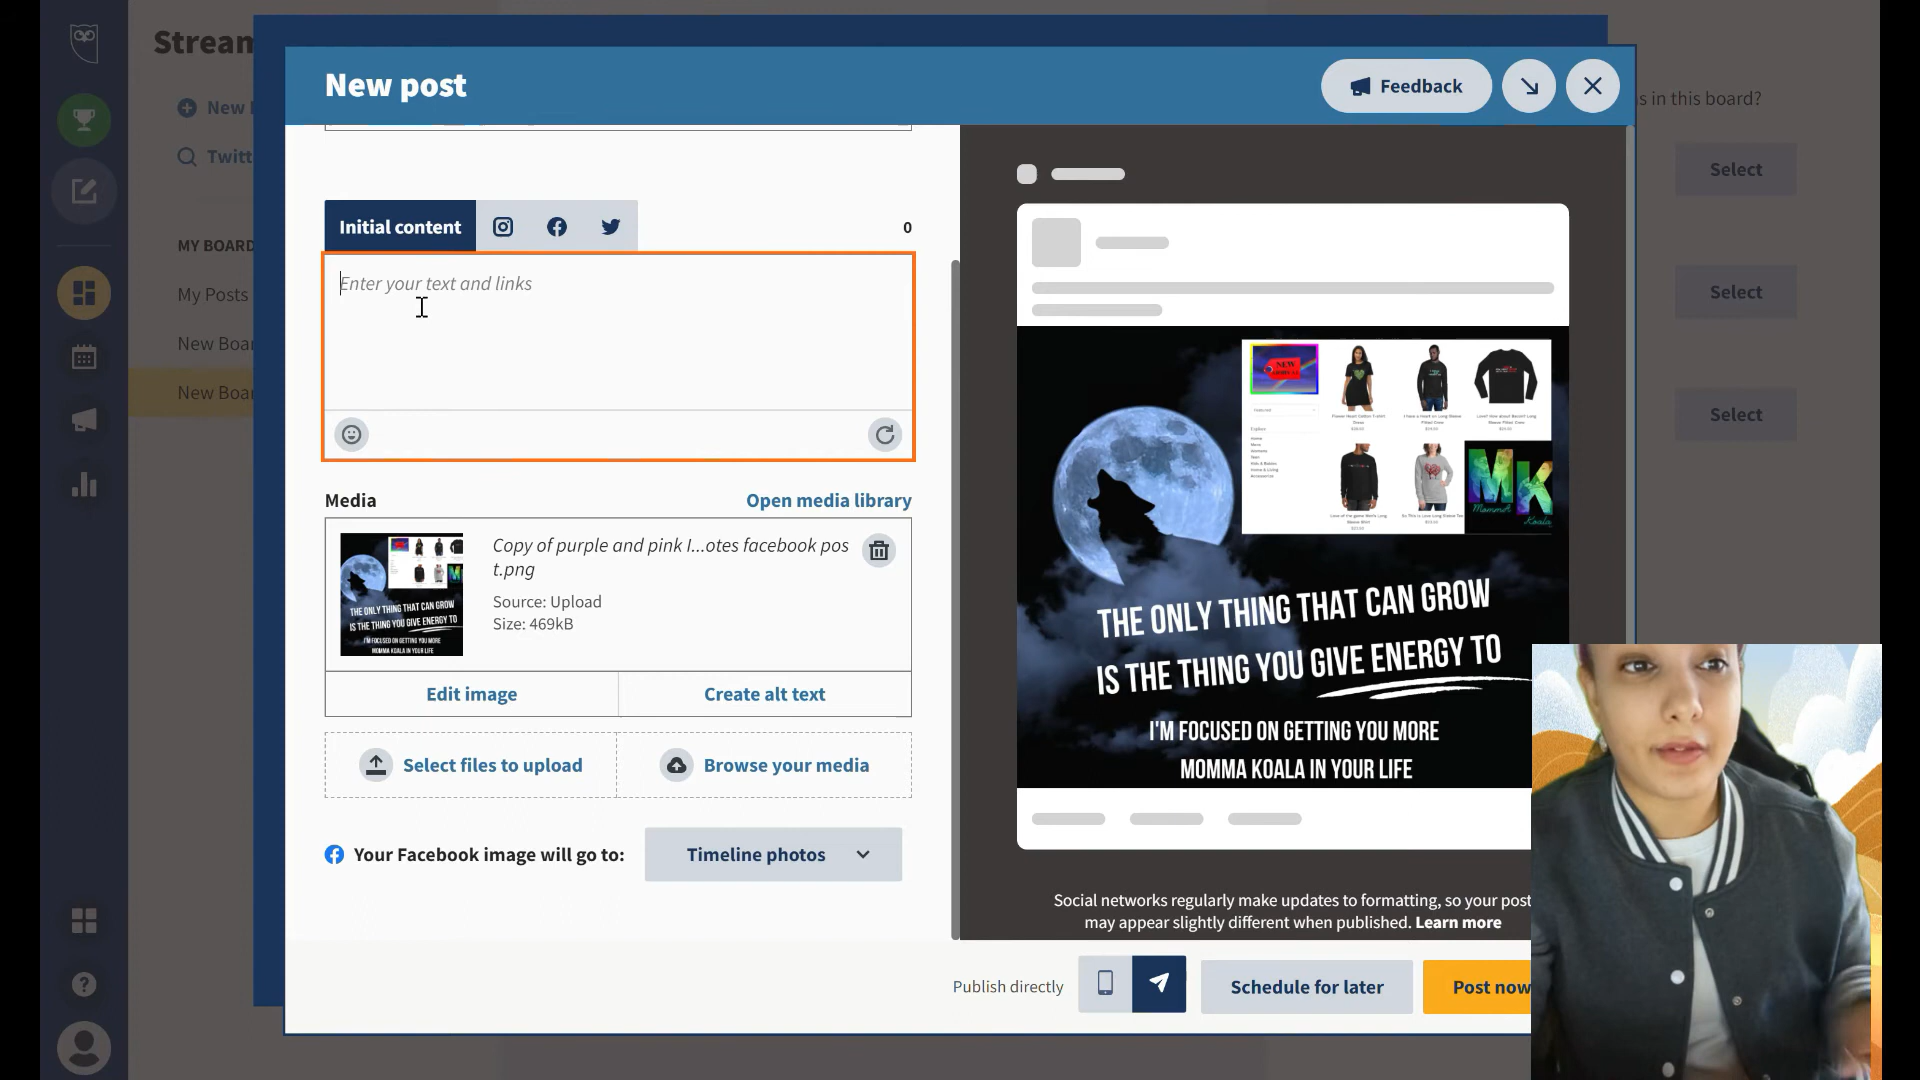 Stream
New post
Feedback
s in this board?
New
Twitt
Select
Initial content
0
MY BOARD
Enter your text and links
My Posts
Select
New Boar
New Boar
Select
Media
Open media library
Copy of purple and pink I...otes facebook pos
t.png
Source: Upload
Size: 469kB
Edit image
Create alt text
Select files to upload
Browse your media
Your Facebook image will go to:
Timeline photos
NEW
MK
Momma
Koala
THE ONLY THING THAT CAN GROW
IS THE THING YOU GIVE ENERGY TO
I'M FOCUSED ON GETTING YOU MORE
MOMMA KOALA IN YOUR LIFE
Social networks regularly make updates to formatting, so your post
may appear slightly different when published. Learn more
Publish directly
Schedule for later
Post now